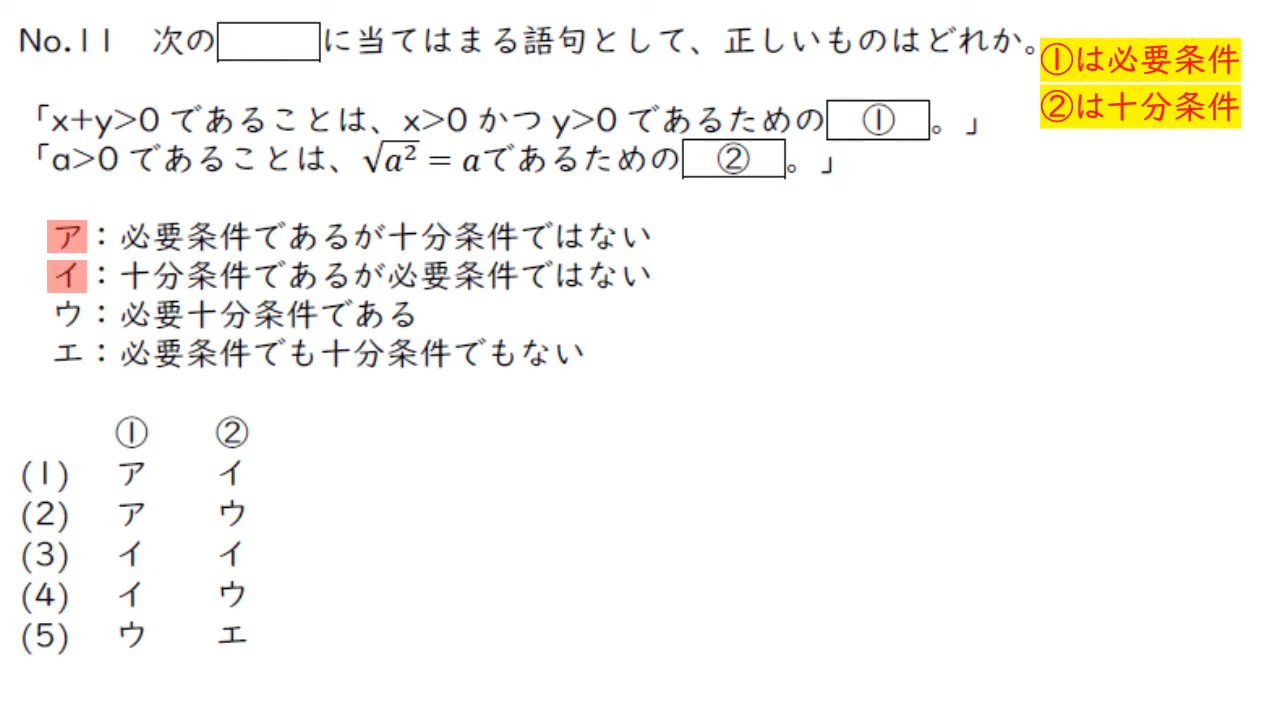 No.11 次の に当てはまる語句として、正しいものはどれか。
①は必要条件
②は十分条件
「x+y>0 であることは、x>0 かつ y>0 であるための ① 。」
「a>0 であることは、√a² = aであるための ② 。」
ア：必要条件であるが十分条件ではない
イ：十分条件であるが必要条件ではない
ウ：必要十分条件である
エ：必要条件でも十分条件でもない
① ②
(1) ア イ
(2) ア ウ
(3) イ イ
(4) イ ウ
(5) ウ エ